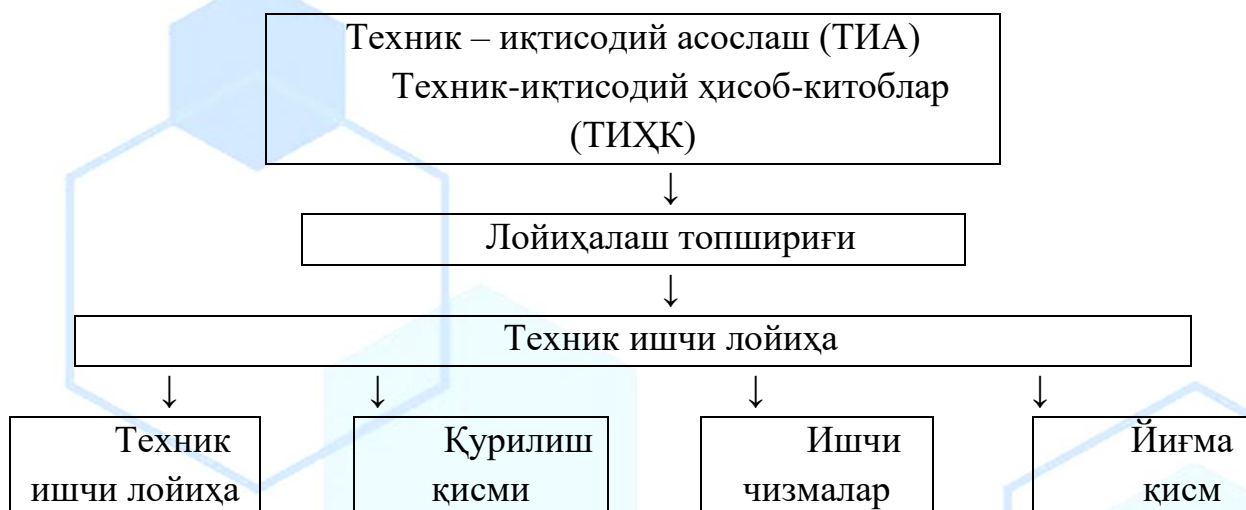 Техник – иқтисодий асослаш (ТИА)
Техник-иқтисодий ҳисоб-китоблар
(ТИҲК)
↓
Лойиҳалаш топшириғи
↓
Техник ишчи лойиҳа
↓ ↓ ↓ ↓
Техник
ишчи лойиҳа
Қурилиш
қисми
Ишчи
чизмалар
Йиғма
қисм